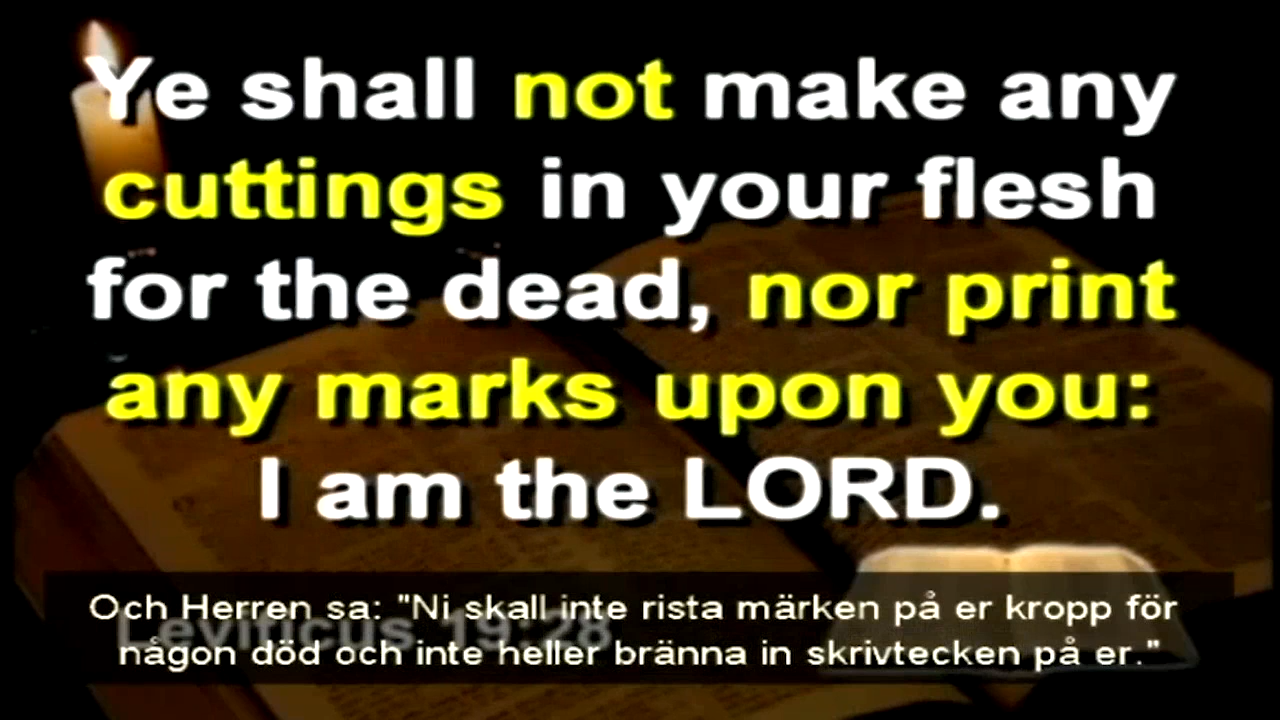 Ye shall not make any
cuttings in your flesh
for the dead, nor print
any marks upon you:
I am the LORD.
Leviticus 19:28
Och Herren sa: "Ni skall inte rista märken på er kropp för
någon död och inte heller bränna in skrivtecken på er."